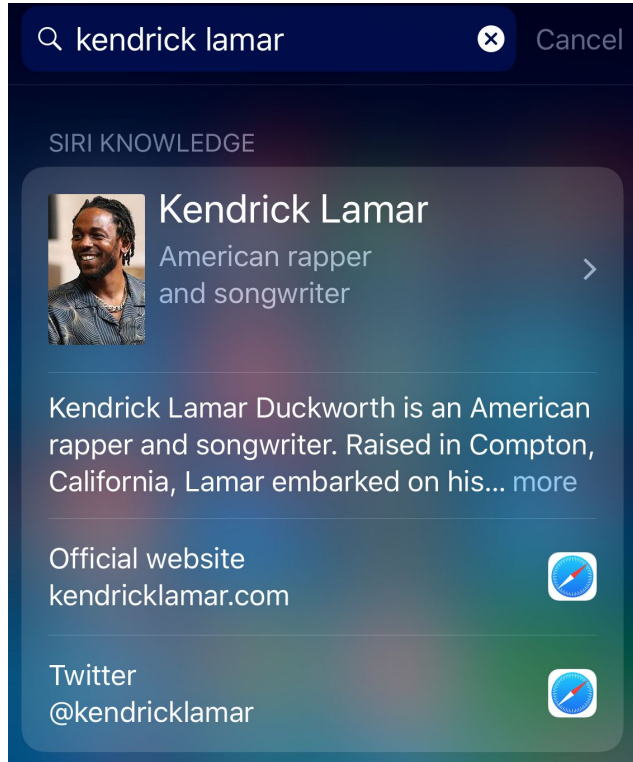 kendrick lamar
Cancel
SIRI KNOWLEDGE
Kendrick Lamar
American rapper
and songwriter
Kendrick Lamar Duckworth is an American
rapper and songwriter. Raised in Compton,
California, Lamar embarked on his... more
Official website
kendricklamar.com
Twitter
@kendricklamar